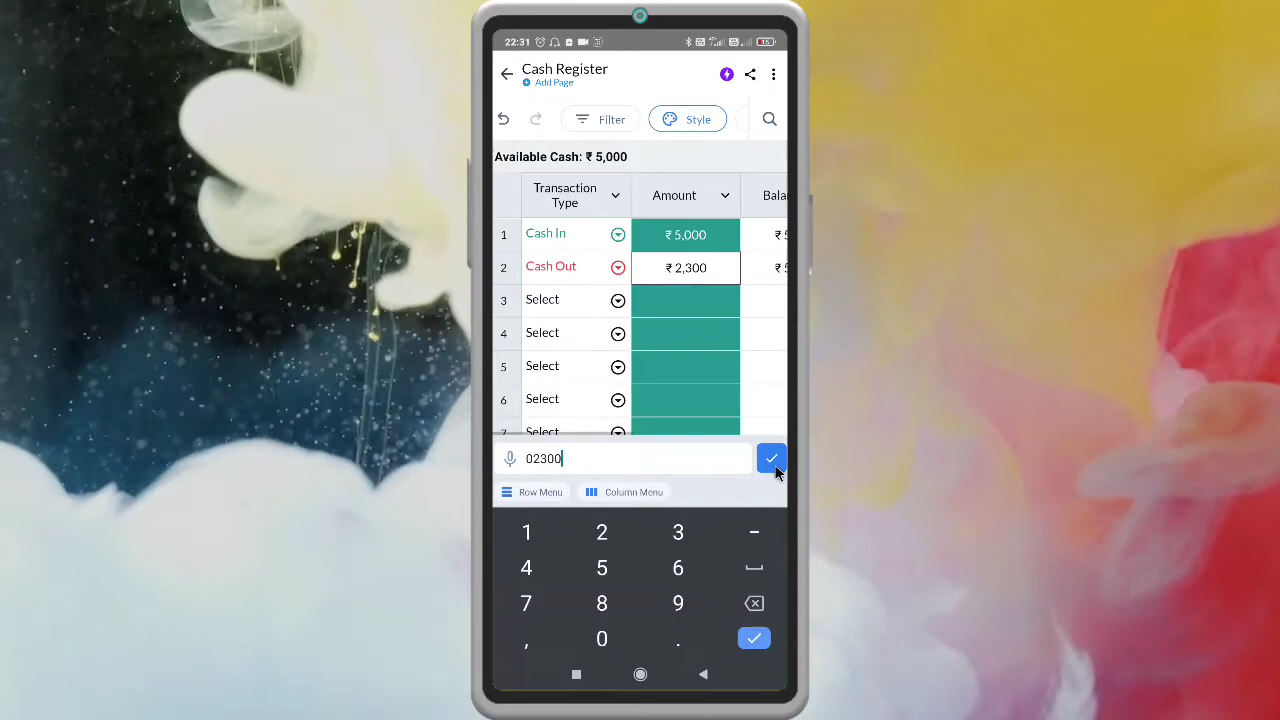 22:31
15
Cash Register
Add Page
Filter
Style
Available Cash: ₹ 5,000
Transaction Type
Amount
1 Cash In ₹ 5,000
2 Cash Out ₹ 2,300
3 Select
4 Select
5 Select
6 Select
7 Select
02300
Row Menu
Column Menu
1 2 3 -
4 5 6
7 8 9
, 0 .